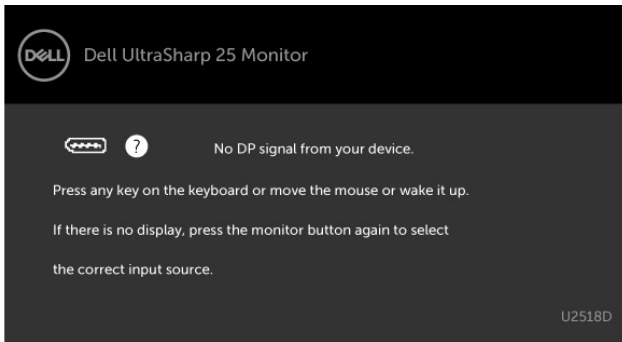 DELL
Dell UltraSharp 25 Monitor
?
No DP signal from your device.
Press any key on the keyboard or move the mouse or wake it up.
If there is no display, press the monitor button again to select
the correct input source.
U2518D